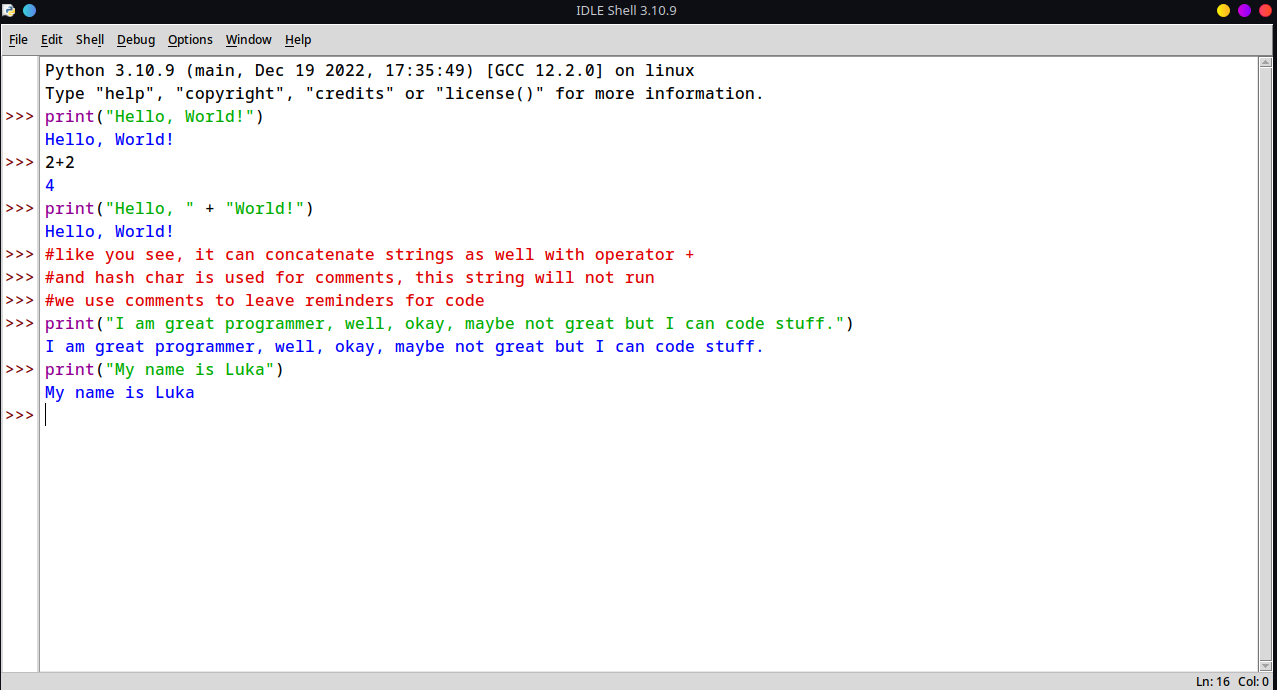 IDLE Shell 3.10.9
File Edit Shell Debug Options Window Help
Python 3.10.9 (main, Dec 19 2022, 17:35:49) [GCC 12.2.0] on linux
Type "help", "copyright", "credits" or "license()" for more information.
>>> print("Hello, World!")
Hello, World!
>>> 2+2
4
>>> print("Hello, " + "World!")
Hello, World!
>>> #like you see, it can concatenate strings as well with operator +
>>> #and hash char is used for comments, this string will not run
>>> #we use comments to leave reminders for code
>>> print("I am great programmer, well, okay, maybe not great but I can code stuff.")
I am great programmer, well, okay, maybe not great but I can code stuff.
>>> print("My name is Luka")
My name is Luka
>>>
Ln: 16 Col: 0